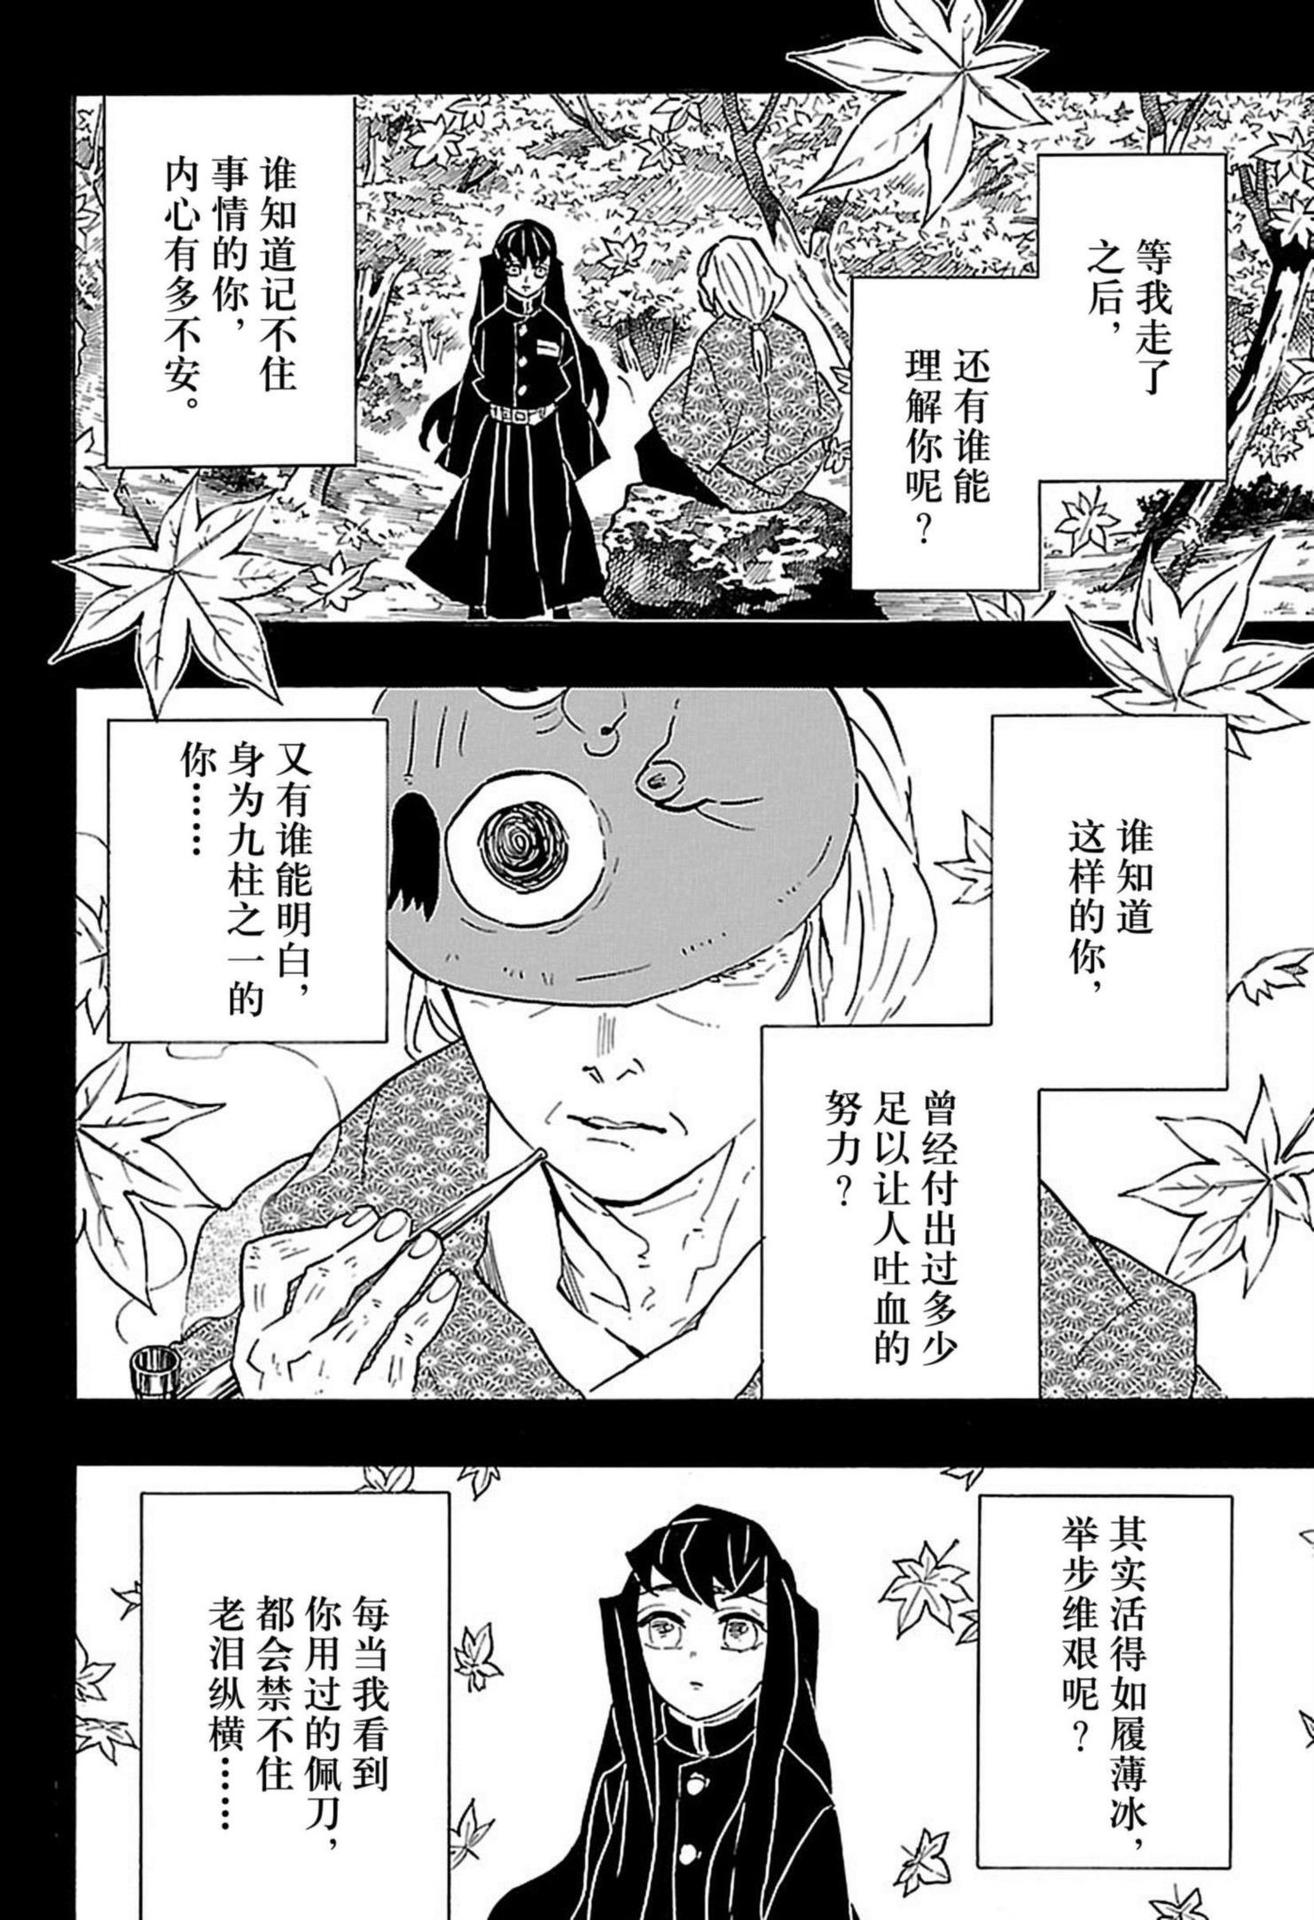 等我走了
之后，
还有谁能
理解你呢？
谁知道记不住
事情的你，
内心有多不安。
谁知道
这样的你，
曾经付出过多少
足以让人吐血的
努力？
又有谁能明白，
身为九柱之一的
你……
其实活得如履薄冰，
举步维艰呢？
每当我看到
你用过的佩刀，
都会禁不住
老泪纵横……